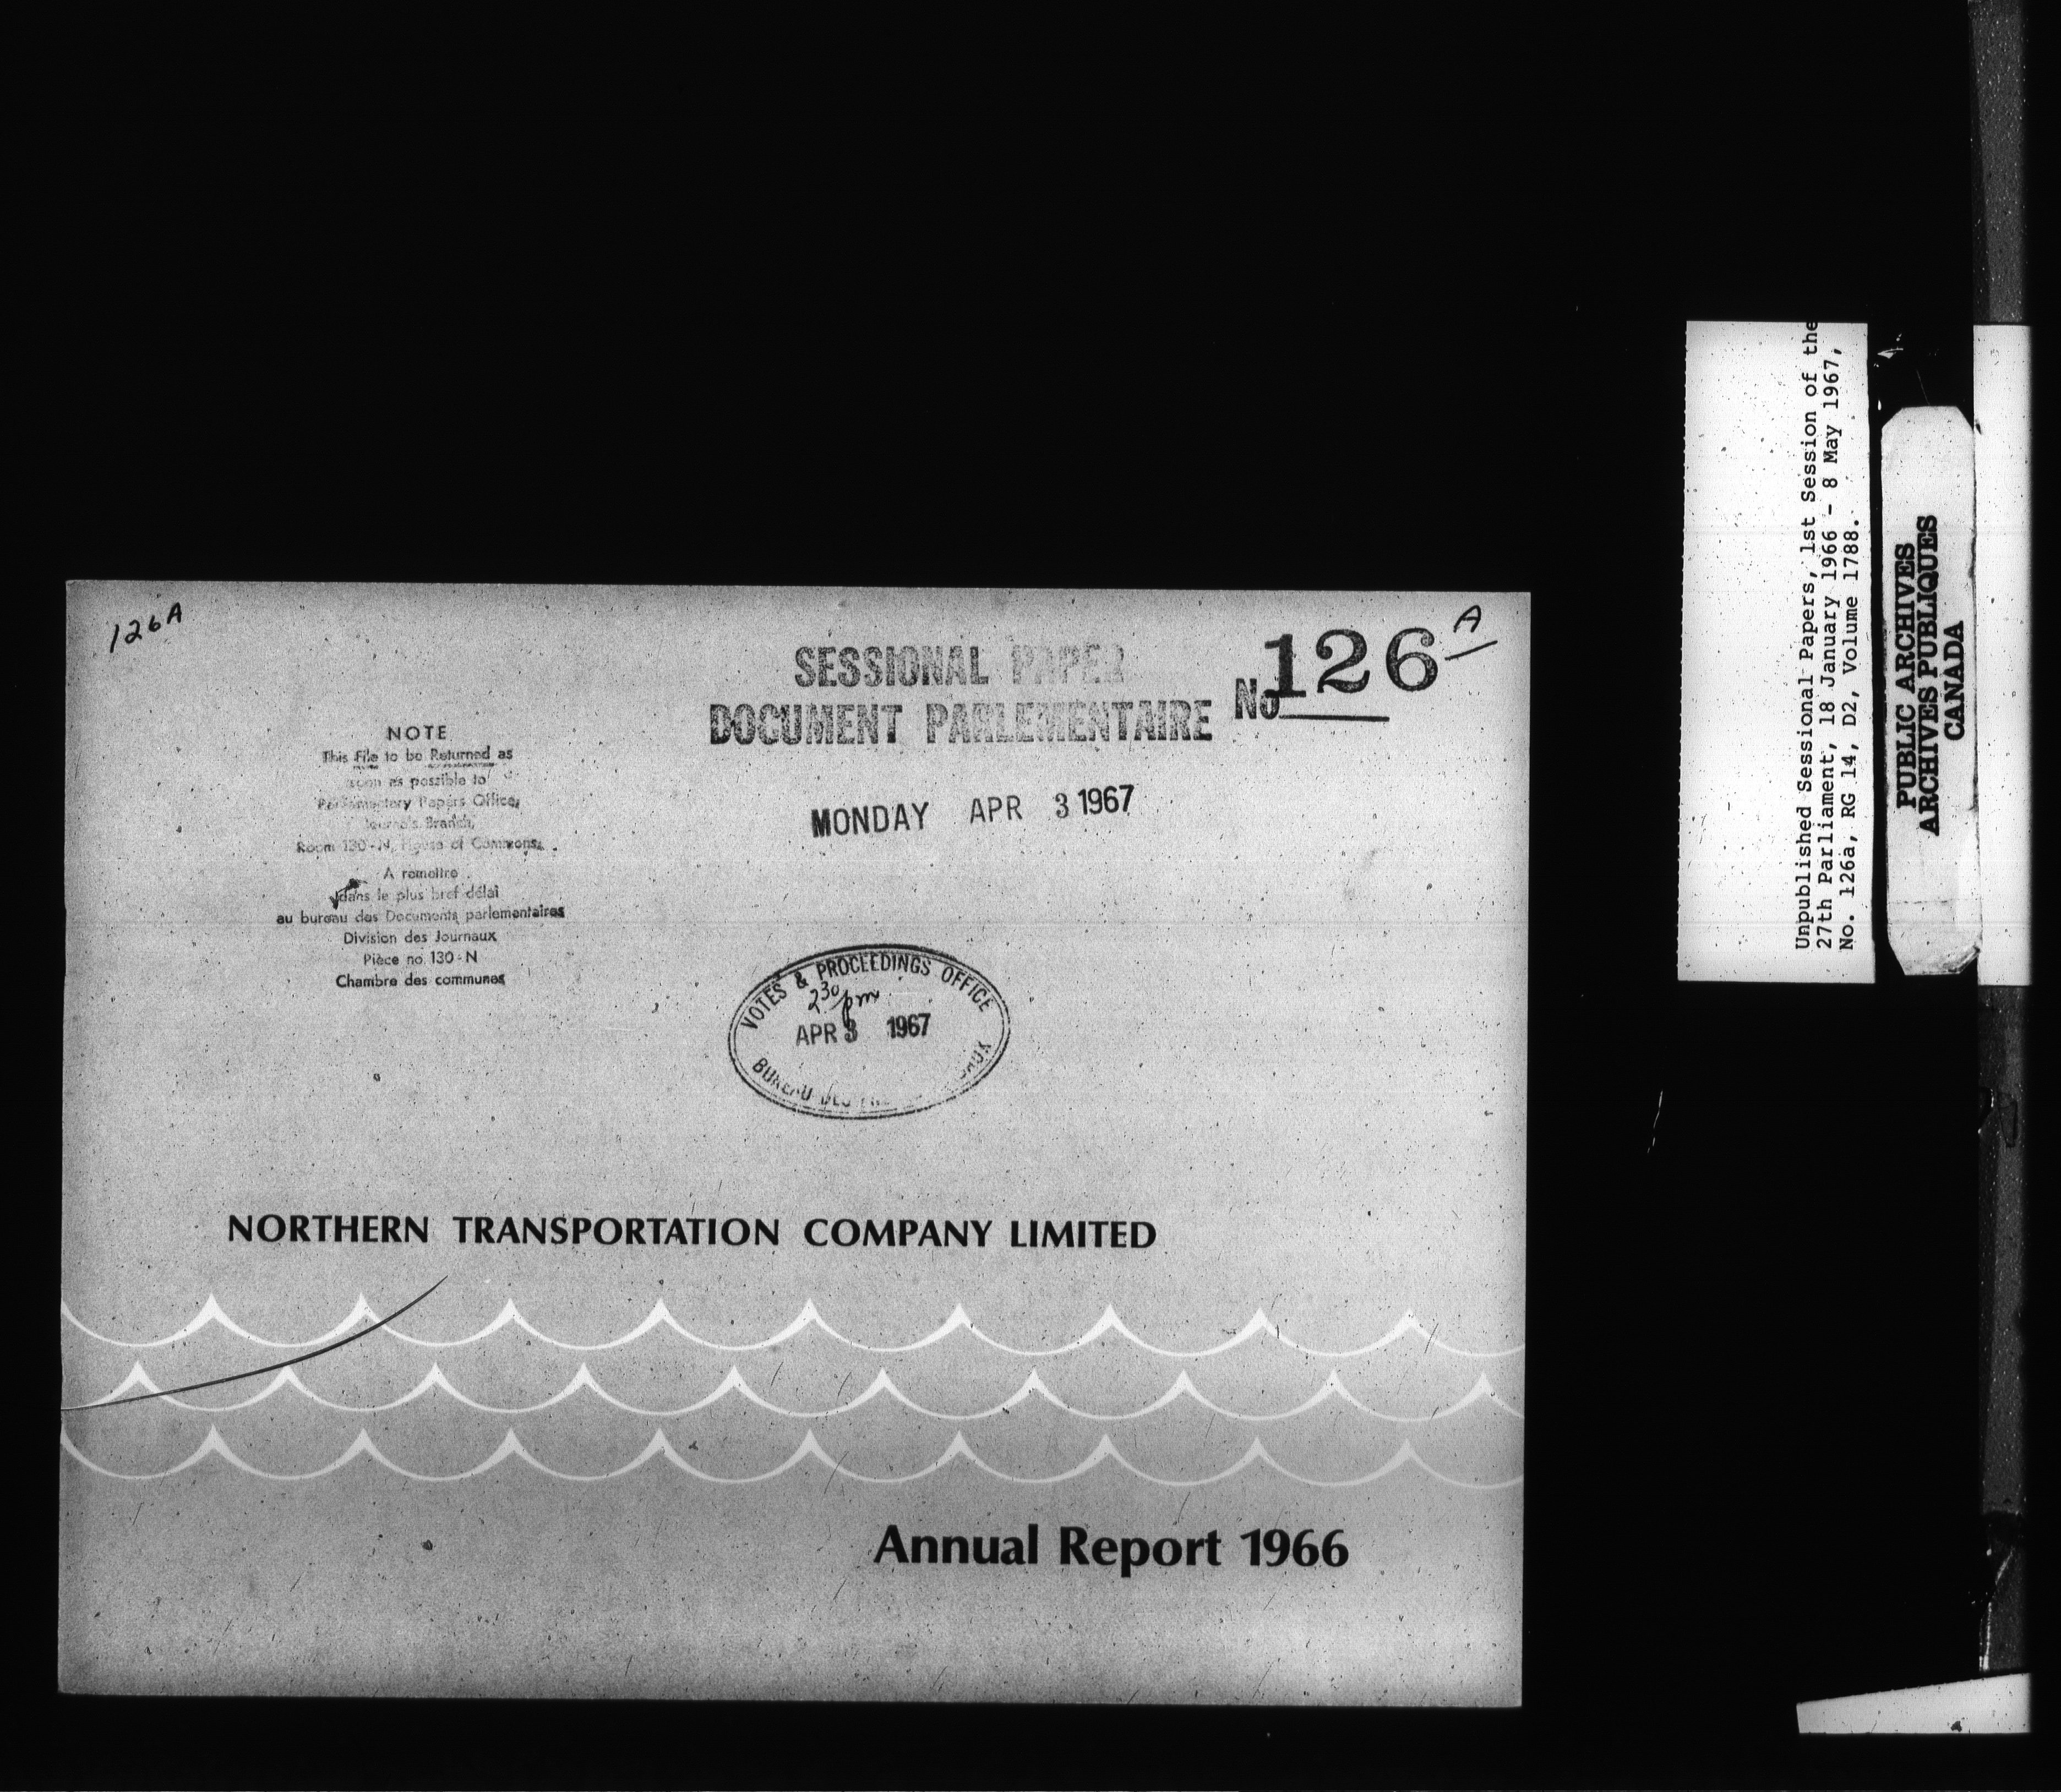 126A
SESSIONAL PAPER
DOCUMENT PARLEMENTAIRE No 126 A
NOTE
This File to be Returned as
soon as possible to
Parliamentary Papers Office,
Journals Branch,
Room 130-N, House of Commons.
A remettre
dans le plus bref délai
au bureau des Documents parlementaires
Division des Journaux
Pièce no. 130-N
Chambre des communes
MONDAY APR 3 1967
VOTES & PROCEEDINGS OFFICE
2 30 pm
APR 3 1967
BUREAU DES
NORTHERN TRANSPORTATION COMPANY LIMITED
Annual Report 1966
Unpublished Sessional Papers, 1st Session of the
27th Parliament, 18 January 1966 - 8 May 1967,
No. 126a, RG 14, D2, Volume 1788.
PUBLIC ARCHIVES
ARCHIVES PUBLIQUES
CANADA